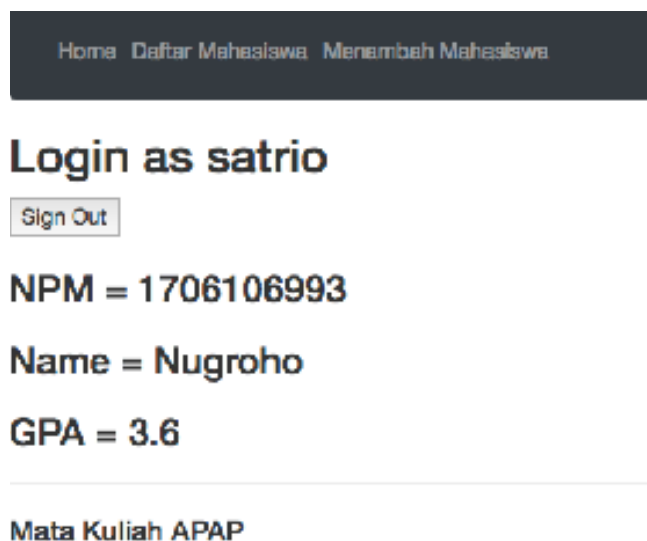 Home Daftar Mahasiswa Menambah Mahasiswa
Login as satrio
Sign Out
NPM = 1706106993
Name = Nugroho
GPA = 3.6
Mata Kuliah APAP